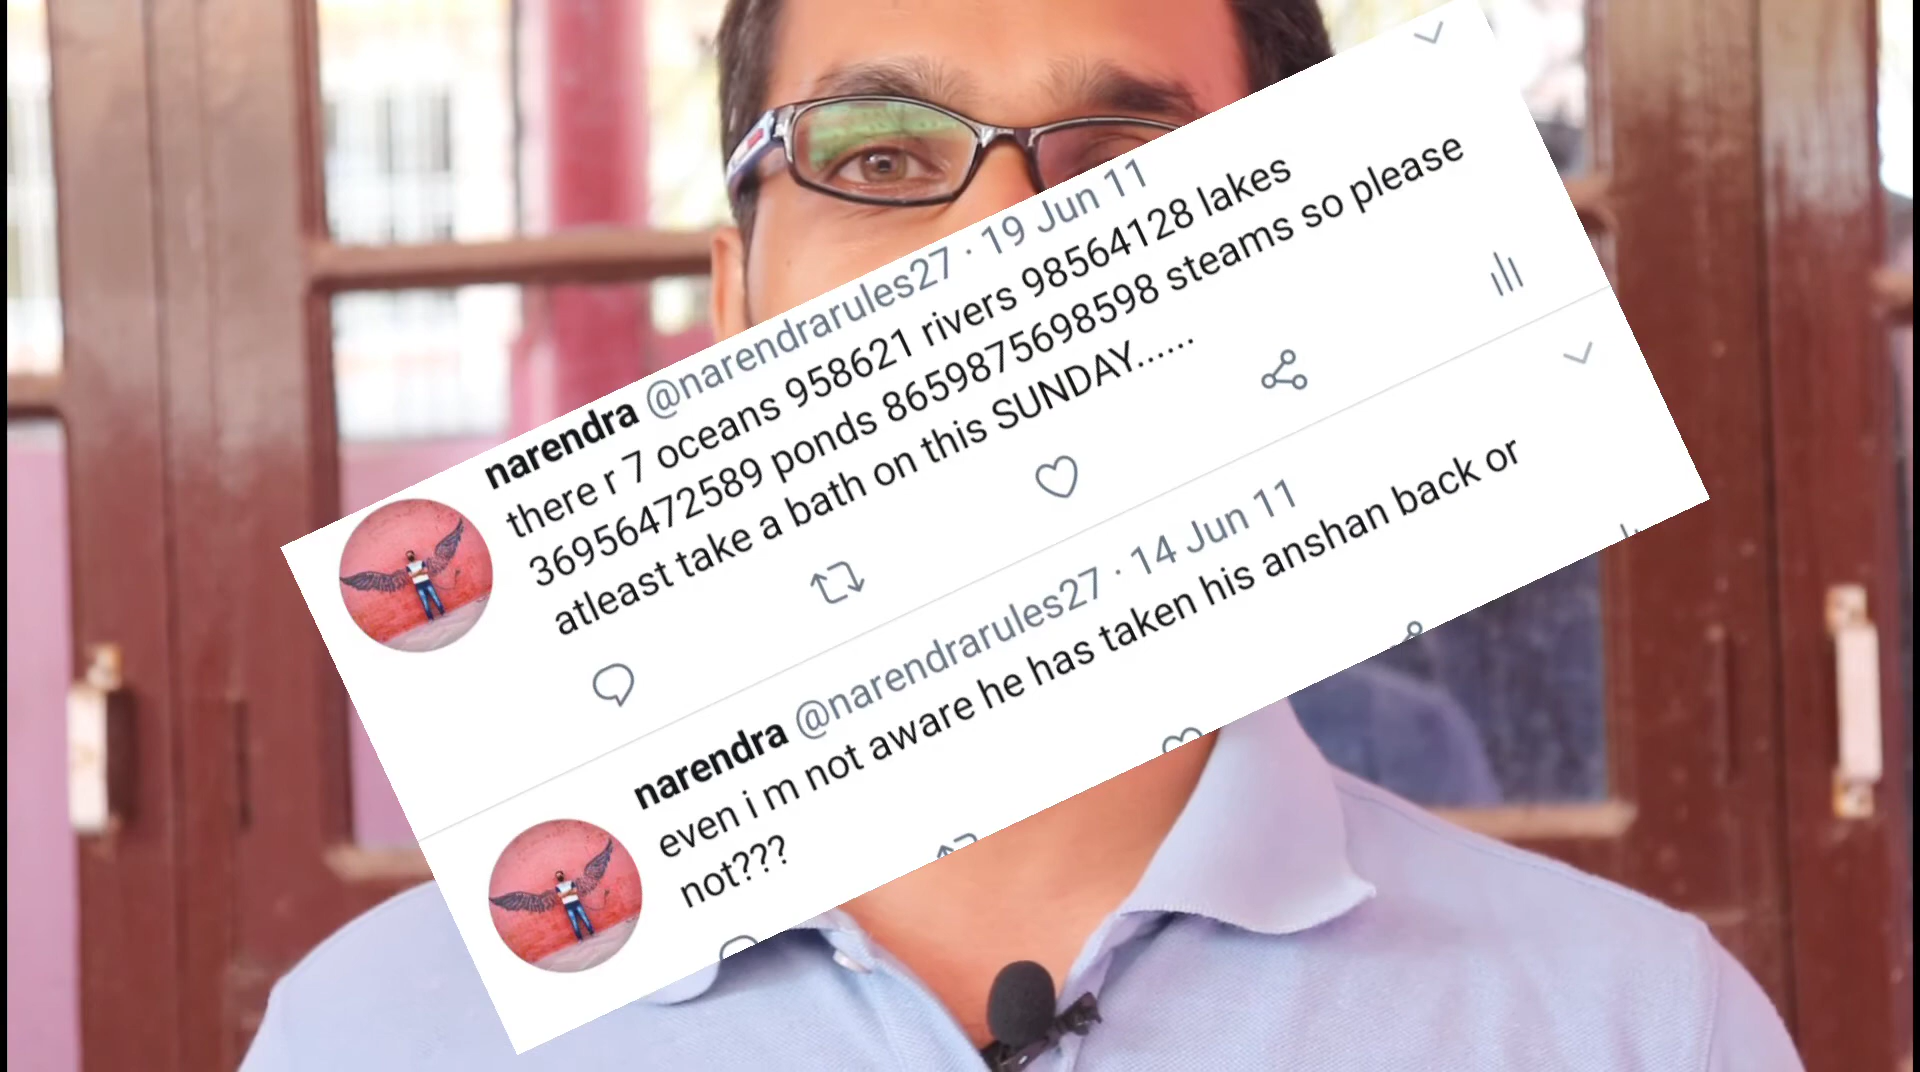 narendra @narendrarules27 · 19 Jun 11
there r 7 oceans 958621 rivers 98564128 lakes
36956472589 ponds 8659875698598 steams so please
atleast take a bath on this SUNDAY......
narendra @narendrarules27 · 14 Jun 11
even i m not aware he has taken his anshan back or
not???